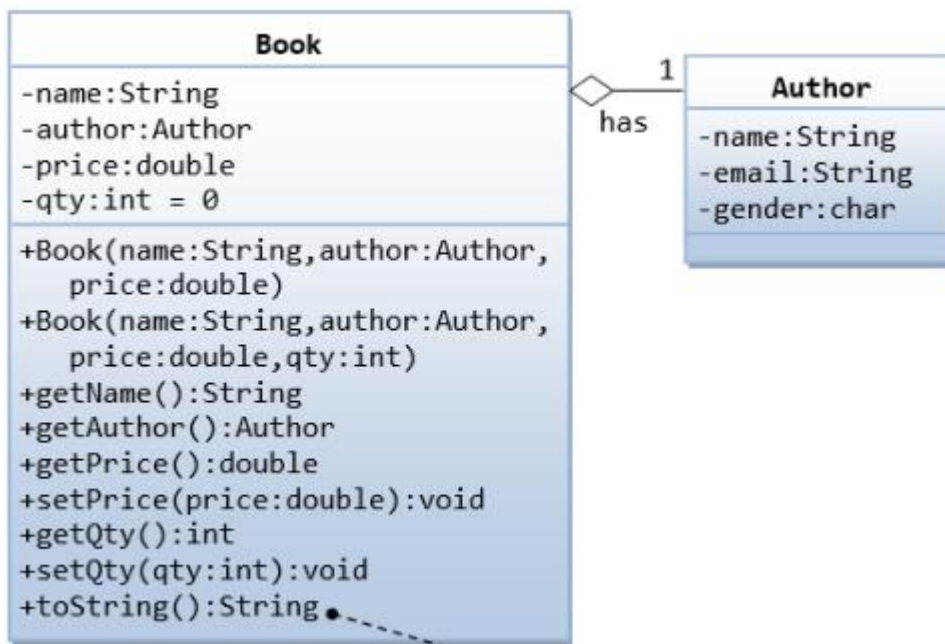 Book
-name:String
-author:Author
-price:double
-qty:int = 0
+Book(name:String,author:Author,
price:double)
+Book(name:String,author:Author,
price:double,qty:int)
+getName():String
+getAuthor():Author
+getPrice():double
+setPrice(price:double):void
+getQty():int
+setQty(qty:int):void
+toString():String
1
has
Author
-name:String
-email:String
-gender:char